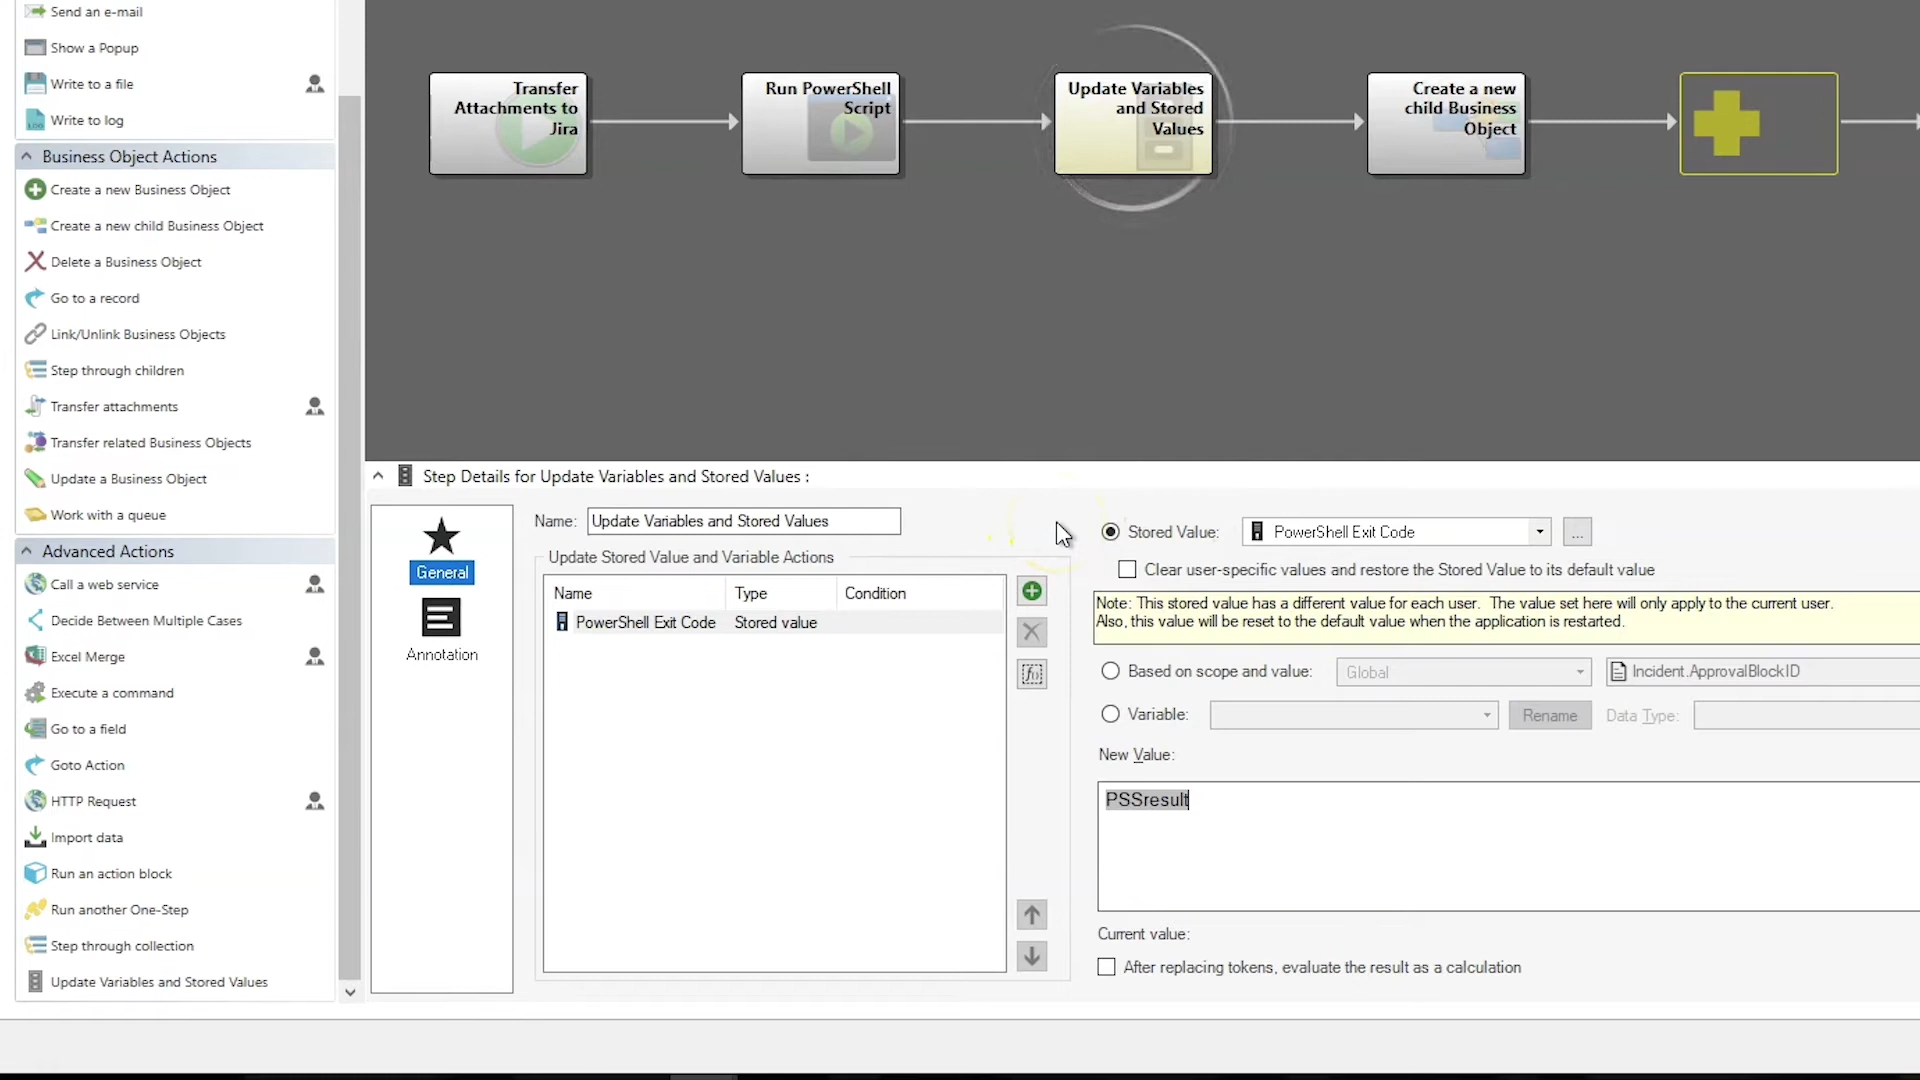 Send an e-mail
Show a Popup
Write to a file
Write to log
Business Object Actions
Create a new Business Object
Create a new child Business Object
Delete a Business Object
Go to a record
Link/Unlink Business Objects
Step through children
Transfer attachments
Transfer related Business Objects
Update a Business Object
Work with a queue
Advanced Actions
Call a web service
Decide Between Multiple Cases
Excel Merge
Execute a command
Go to a field
Goto Action
HTTP Request
Import data
Run an action block
Run another One-Step
Step through collection
Update Variables and Stored Values
Transfer
Attachments to
Jira
Run PowerShell
Script
Update Variables
and Stored
Values
Create a new
child Business
Object
Step Details for Update Variables and Stored Values :
General
Annotation
Name: Update Variables and Stored Values
Update Stored Value and Variable Actions
Name Type Condition
PowerShell Exit Code Stored value
Stored Value: PowerShell Exit Code ...
Clear user-specific values and restore the Stored Value to its default value
Note: This stored value has a different value for each user. The value set here will only apply to the current user.
Also, this value will be reset to the default value when the application is restarted.
Based on scope and value: Global Incident.ApprovalBlockID
Variable: Rename Data Type:
New Value:
PSSresult
Current value:
After replacing tokens, evaluate the result as a calculation